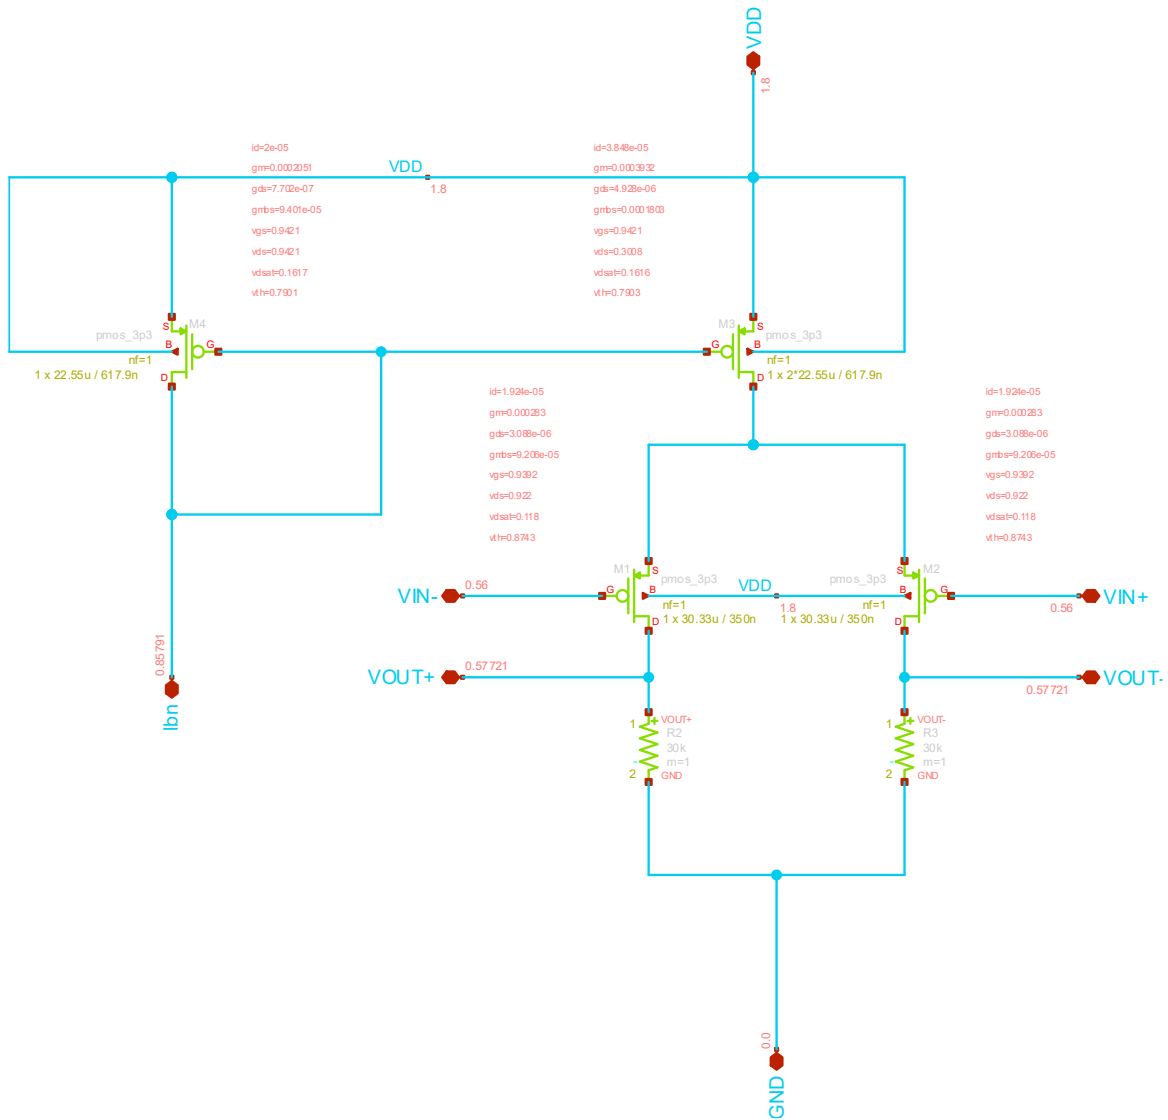 VDD
1.8
id=2e-05
gm=0.0002051
gds=7.702e-07
gmbs=9.401e-05
vgs=0.9421
vds=0.9421
vdsat=0.1617
vth=0.7901
VDD
1.8
id=3.848e-05
gm=0.0003932
gds=4.928e-06
gmbs=0.0001803
vgs=0.9421
vds=0.3008
vdsat=0.1616
vth=0.7903
S
M4
pmos_3p3
B
G
nf=1
D
1 x 22.55u / 617.9n
M3
S
pmos_3p3
G
B
nf=1
D
1 x 2*22.55u / 617.9n
id=1.924e-05
gm=0.000283
gds=3.088e-06
gmbs=9.206e-05
vgs=0.9392
vds=0.922
vdsat=0.118
vth=0.8743
id=1.924e-05
gm=0.000283
gds=3.088e-06
gmbs=9.206e-05
vgs=0.9392
vds=0.922
vdsat=0.118
vth=0.8743
VIN-
0.56
M1
S
pmos_3p3
G
B
nf=1
D
1 x 30.33u / 350n
VDD
1.8
S
M2
pmos_3p3
B
G
nf=1
D
1 x 30.33u / 350n
0.56
VIN+
0.85791
Ibn
VOUT+
0.57721
0.57721
VOUT-
1
+
VOUT+
R2
30k
-
m=1
2
GND
1
+
VOUT-
R3
30k
-
m=1
2
GND
0.0
GND